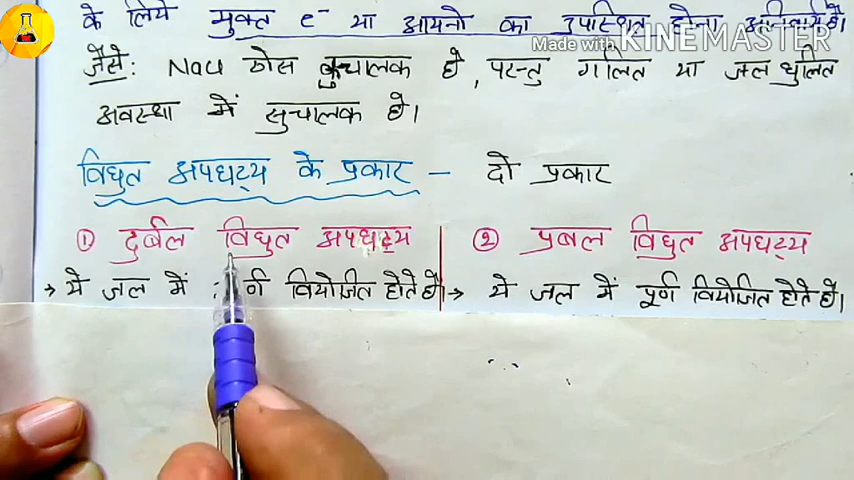 के लिये मुक्त e⁻ या आयनो का उपस्थित होना अनिवार्य है।
Made with KINEMASTER
जैसे: NaCl ठोस कुचालक है, परन्तु गलित या जल धुलित
अवस्था में सुचालक है।
विधुत अपघट्य के प्रकार – दो प्रकार
① दुर्बल विधुत अपघट्य
→ ये जल में र्ण वियोजित होते है।
② प्रबल विधुत अपघट्य
→ ये जल में पूर्ण वियोजित होते है।